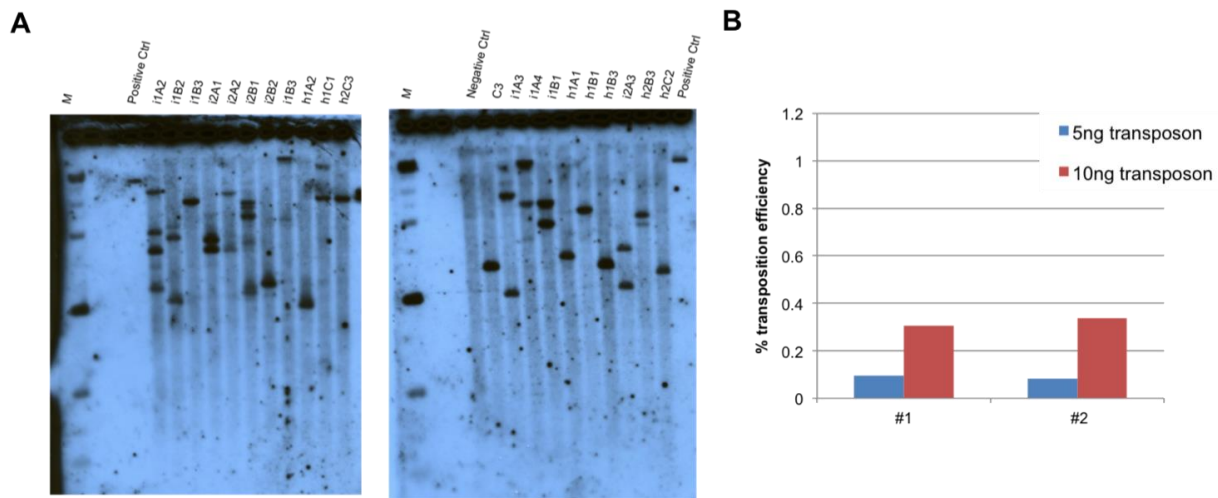 A
M
Positive Ctrl
i1A2
i1B2
i1B3
i2A1
i2A2
i2B1
i2B2
i1B3
h1A2
h1C1
h2C3
M
Negative Ctrl
C3
i1A3
i1A4
i1B1
h1A1
h1B1
h1B3
i2A3
h2B3
h2C2
Positive Ctrl
B
% transposition efficiency
1.2
1
0.8
0.6
0.4
0.2
0
#1
#2
5ng transposon
10ng transposon